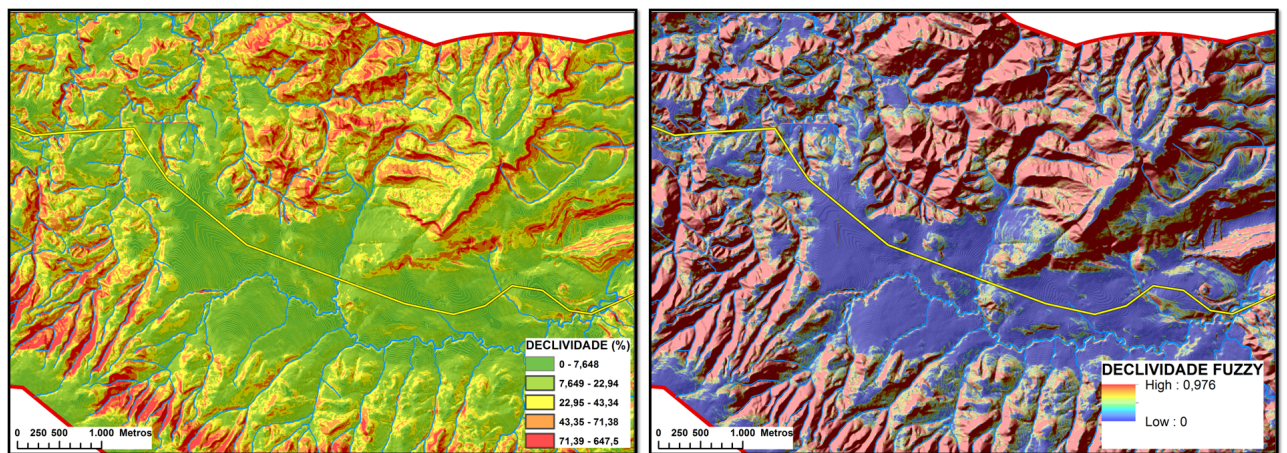 DECLIVIDADE (%)
0 - 7,648
7,649 - 22,94
22,95 - 43,34
43,35 - 71,38
71,39 - 647,5
0 250 500 1.000 Metros
DECLIVIDADE FUZZY
High : 0,976
Low : 0
0 250 500 1.000 Metros